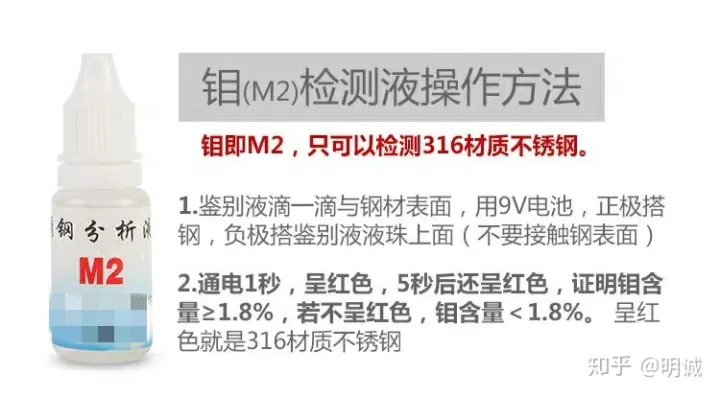 钼(M2)检测液操作方法
钼即M2，只可以检测316材质不锈钢。
1.鉴别液滴一滴与钢材表面，用9V电池，正极搭
钢，负极搭鉴别液液珠上面（不要接触钢表面）
2.通电1秒，呈红色，5秒后还呈红色，证明钼含
量≥1.8%，若不呈红色，钼含量＜1.8%。 呈红
色就是316材质不锈钢
钢分析
M2
知乎 @明诚